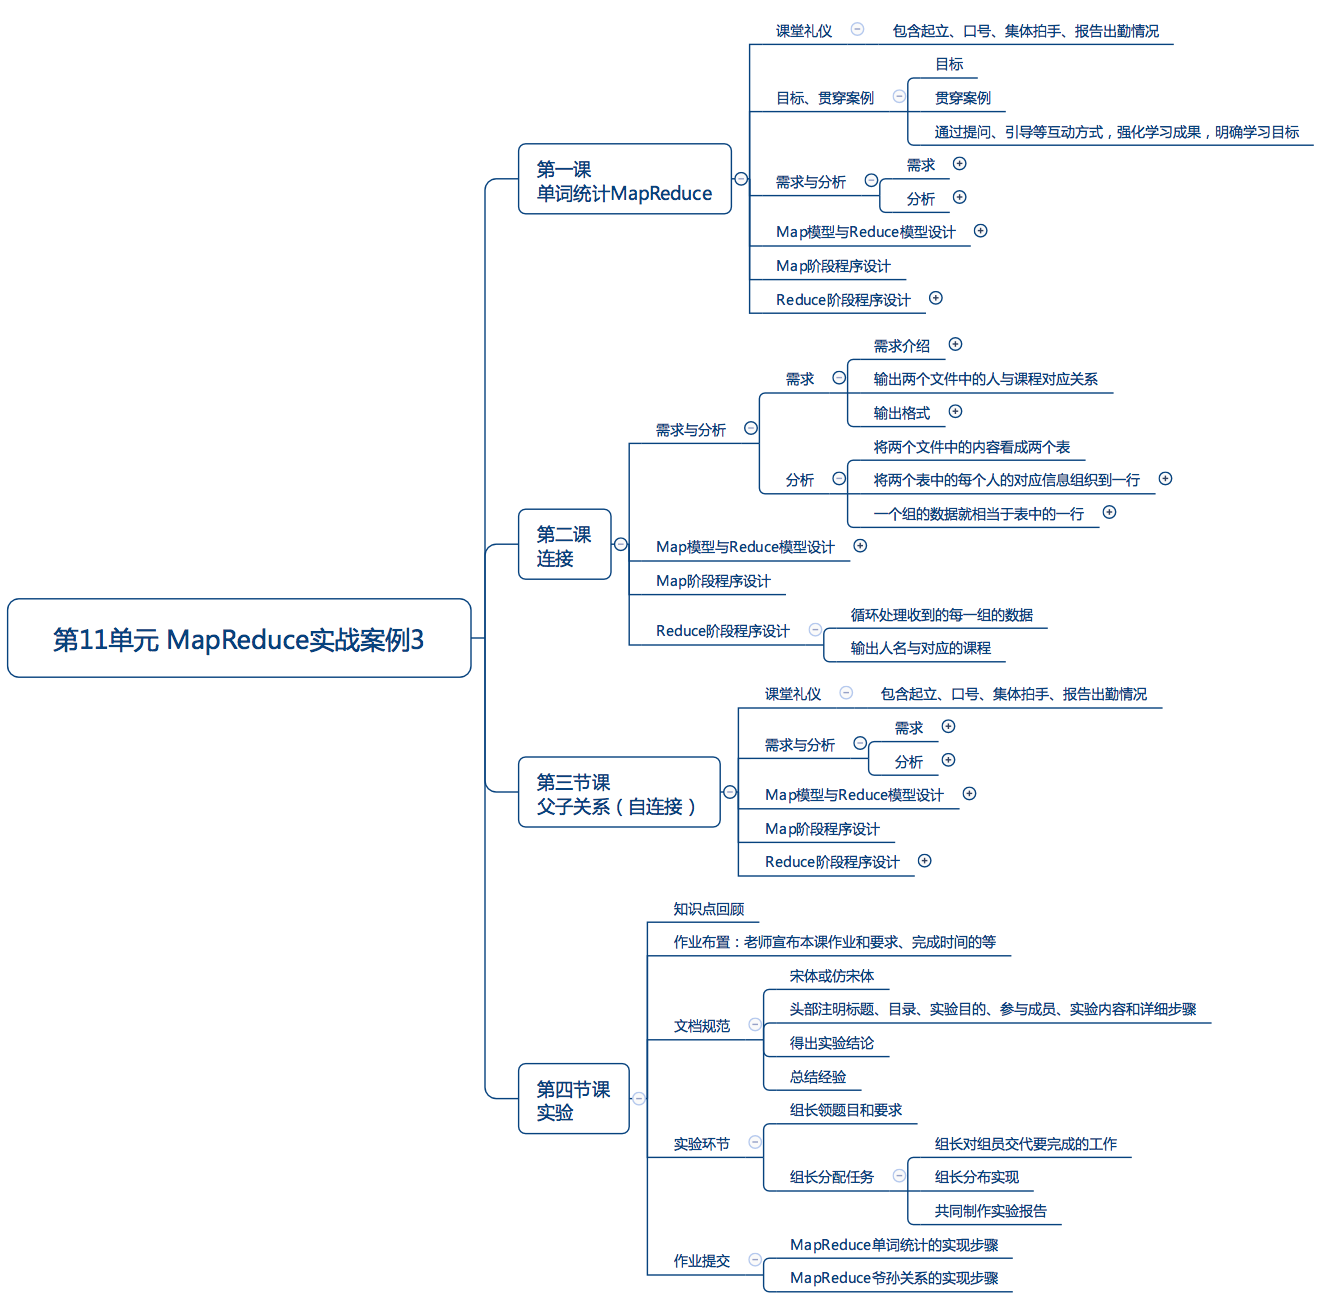 第11单元 MapReduce实战案例3
第一课
单词统计MapReduce
课堂礼仪
包含起立、口号、集体拍手、报告出勤情况
目标、贯穿案例
目标
贯穿案例
通过提问、引导等互动方式，强化学习成果，明确学习目标
需求与分析
需求
分析
Map模型与Reduce模型设计
Map阶段程序设计
Reduce阶段程序设计
第二课
连接
需求与分析
需求
需求介绍
输出两个文件中的人与课程对应关系
输出格式
分析
将两个文件中的内容看成两个表
将两个表中的每个人的对应信息组织到一行
一个组的数据就相当于表中的一行
Map模型与Reduce模型设计
Map阶段程序设计
Reduce阶段程序设计
循环处理收到的每一组的数据
输出人名与对应的课程
第三节课
父子关系（自连接）
课堂礼仪
包含起立、口号、集体拍手、报告出勤情况
需求与分析
需求
分析
Map模型与Reduce模型设计
Map阶段程序设计
Reduce阶段程序设计
第四节课
实验
知识点回顾
作业布置：老师宣布本课作业和要求、完成时间的等
文档规范
宋体或仿宋体
头部注明标题、目录、实验目的、参与成员、实验内容和详细步骤
得出实验结论
总结经验
实验环节
组长领题目和要求
组长分配任务
组长对组员交代要完成的工作
组长分布实现
共同制作实验报告
作业提交
MapReduce单词统计的实现步骤
MapReduce爷孙关系的实现步骤